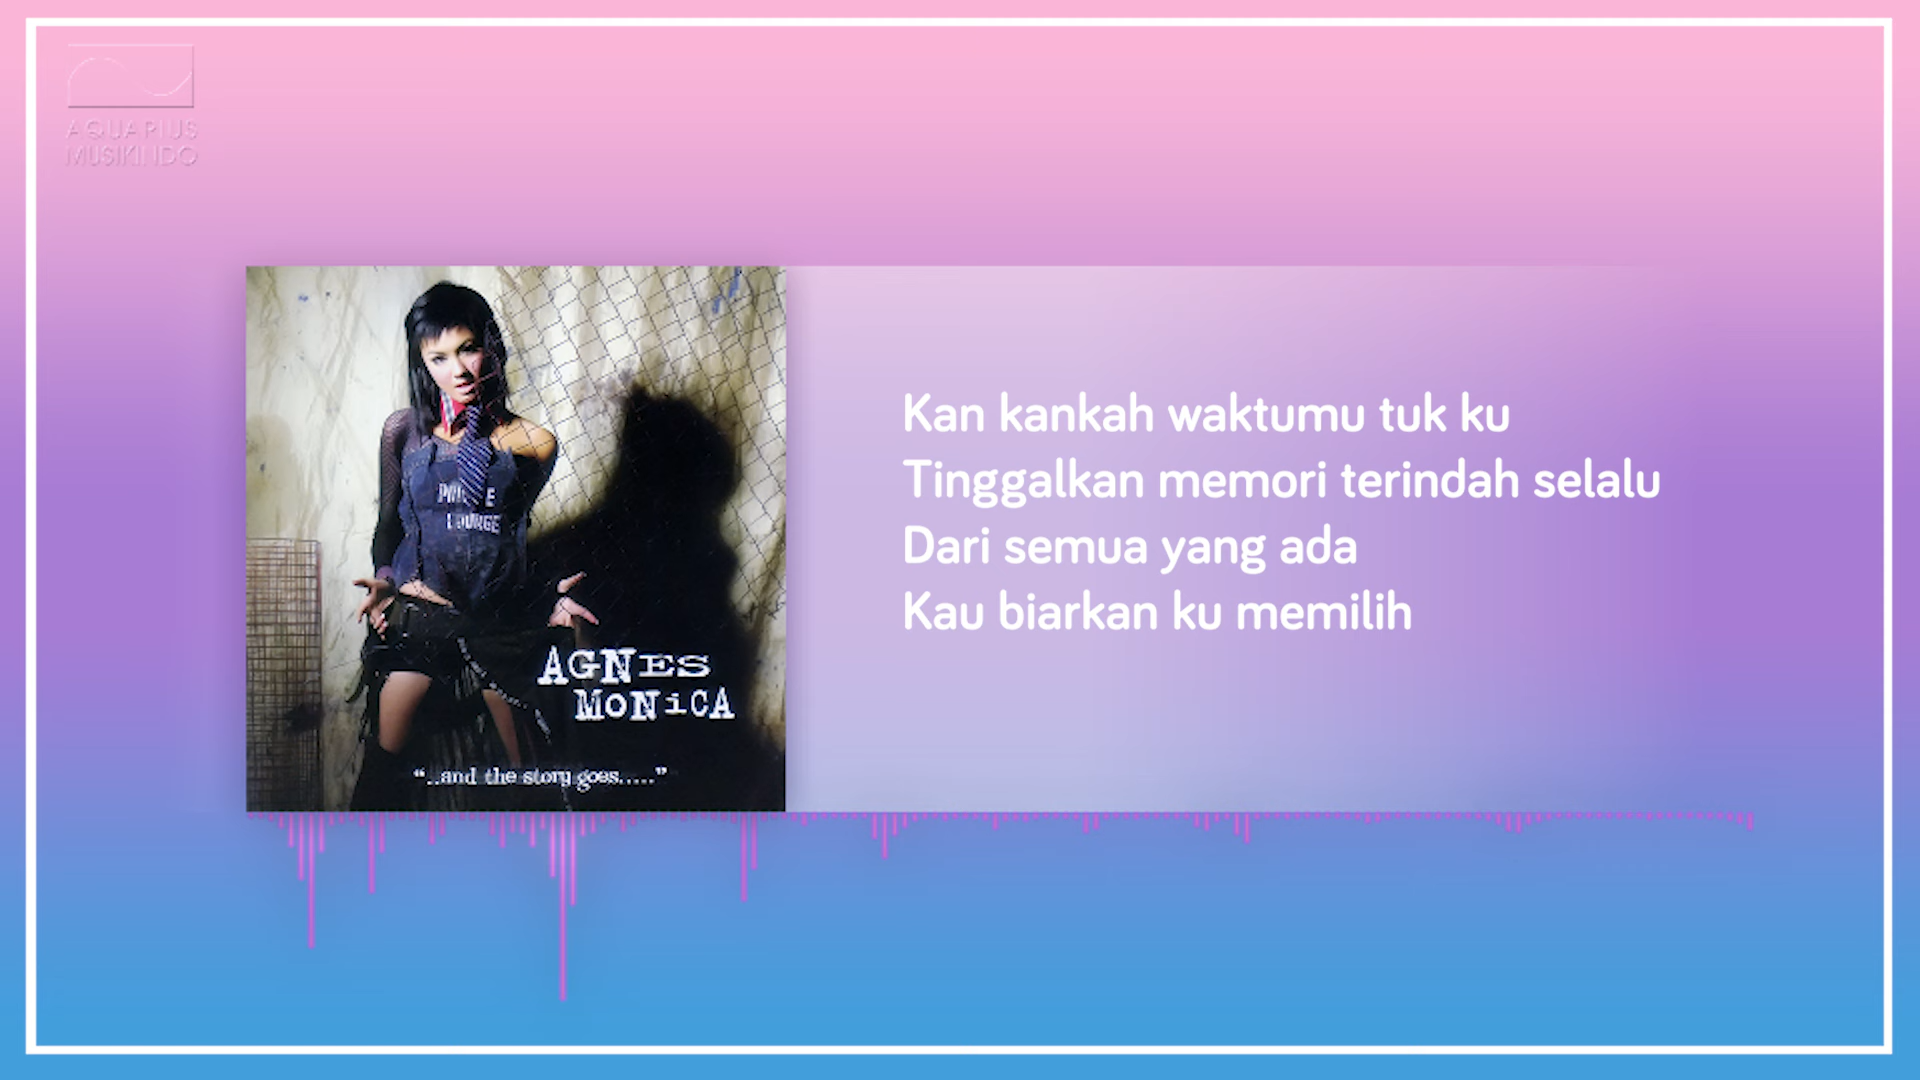 AQUARIUS
MUSIKINDO
Kan kankah waktumu tuk ku
Tinggalkan memori terindah selalu
Dari semua yang ada
Kau biarkan ku memilih
LOUNGE
AGNES
MONiCA
“..and the story goes.....”